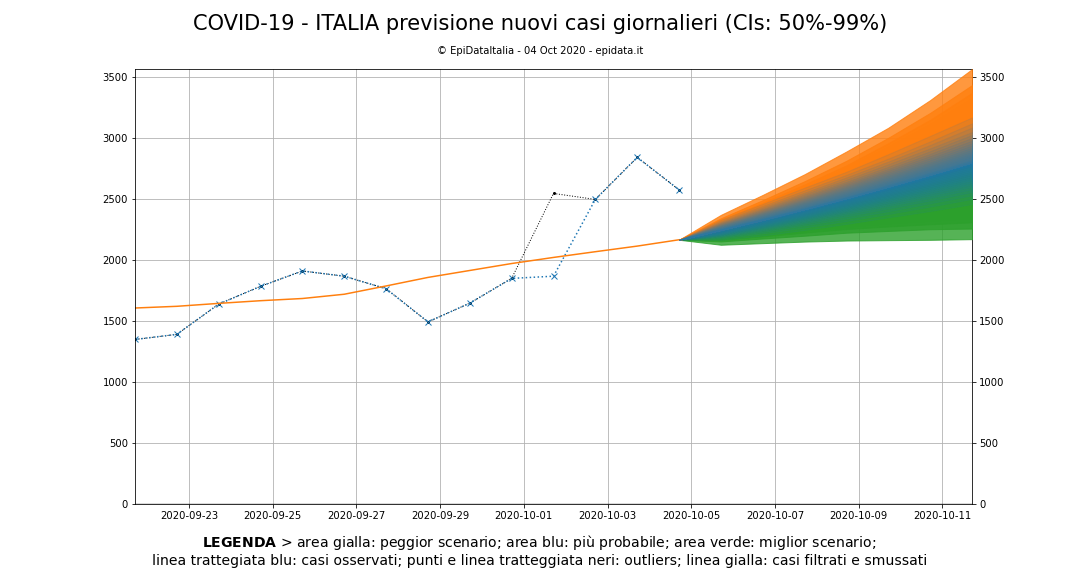 COVID-19 - ITALIA previsione nuovi casi giornalieri (CIs: 50%-99%)
© EpiDataItalia - 04 Oct 2020 - epidata.it
3500 3500
3000 3000
2500 2500
2000 2000
1500 1500
1000 1000
500 500
0 0
2020-09-23 2020-09-25 2020-09-27 2020-09-29 2020-10-01 2020-10-03 2020-10-05 2020-10-07 2020-10-09 2020-10-11
LEGENDA > area gialla: peggior scenario; area blu: più probabile; area verde: miglior scenario;
linea trattegiata blu: casi osservati; punti e linea tratteggiata neri: outliers; linea gialla: casi filtrati e smussati